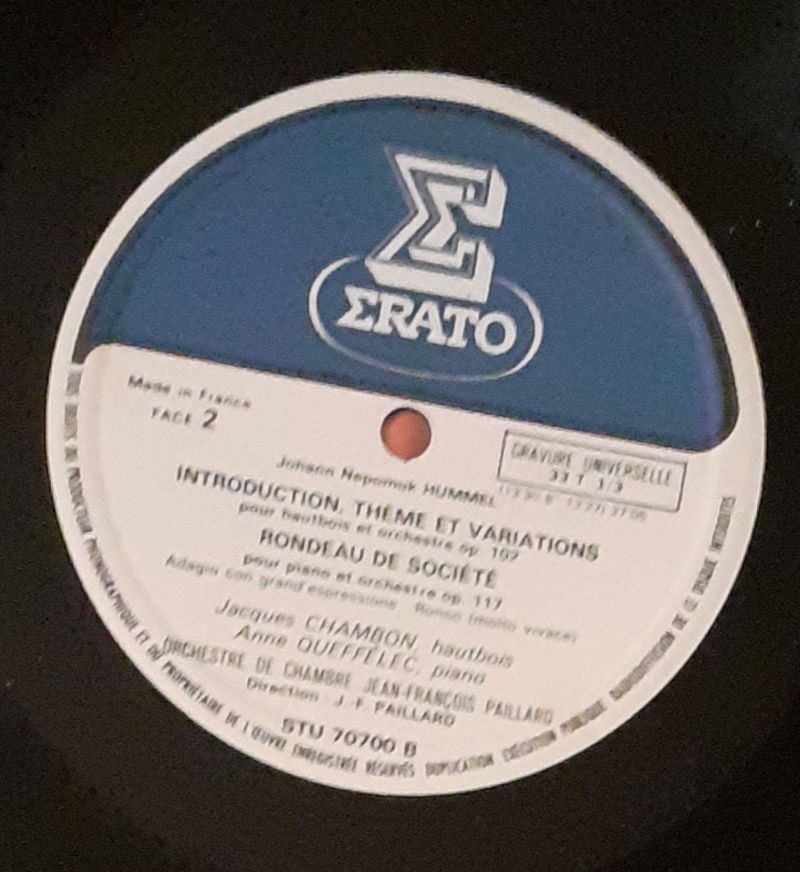 Σ
ΣRATO
Made in France
FACE 2
GRAVURE UNIVERSELLE
33 T 1/3
Johann Nepomuk HUMMEL
INTRODUCTION, THÈME ET VARIATIONS
pour hautbois et orchestre op. 102
RONDEAU DE SOCIÉTÉ
pour piano et orchestre op. 117
Adagio con grand'espressione - Rondo (molto vivace)
Jacques CHAMBON, hautbois
Anne QUEFFÉLEC, piano
ORCHESTRE DE CHAMBRE JEAN-FRANÇOIS PAILLARD
Direction : J.-F. PAILLARD
STU 70700 B
TOUS DROITS DU PRODUCTEUR PHONOGRAPHIQUE ET DU PROPRIÉTAIRE DE L'ŒUVRE ENREGISTRÉE RÉSERVÉS DUPLICATION EXÉCUTION PUBLIQUE RADIODIFFUSION DE CE DISQUE INTERDITES